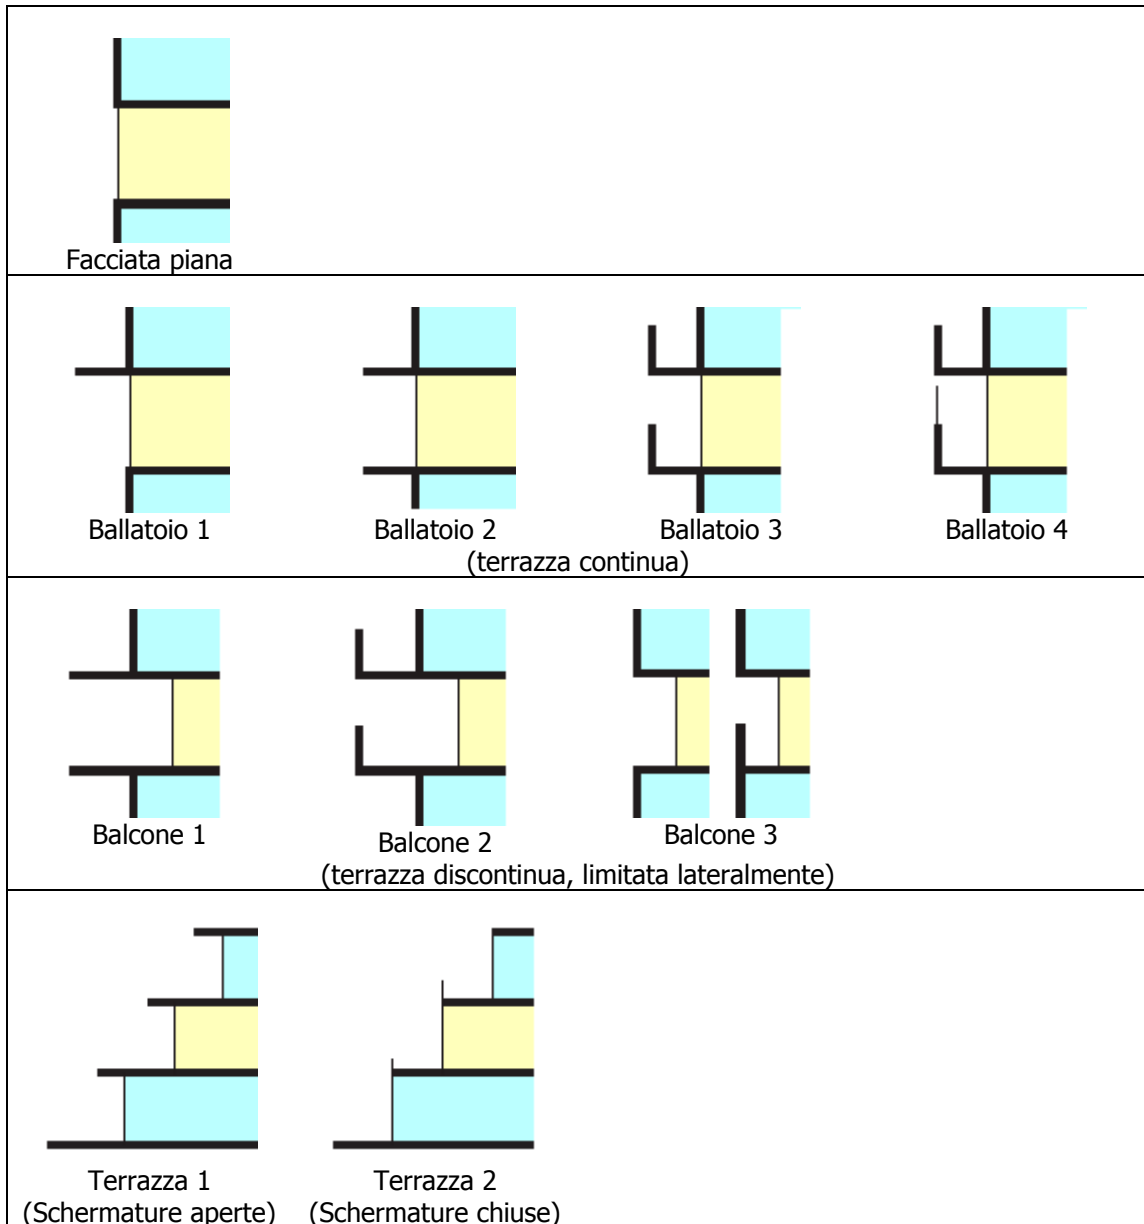 Facciata piana
Ballatoio 1
Ballatoio 2
Ballatoio 3
Ballatoio 4
(terrazza continua)
Balcone 1
Balcone 2
Balcone 3
(terrazza discontinua, limitata lateralmente)
Terrazza 1
(Schermature aperte)
Terrazza 2
(Schermature chiuse)